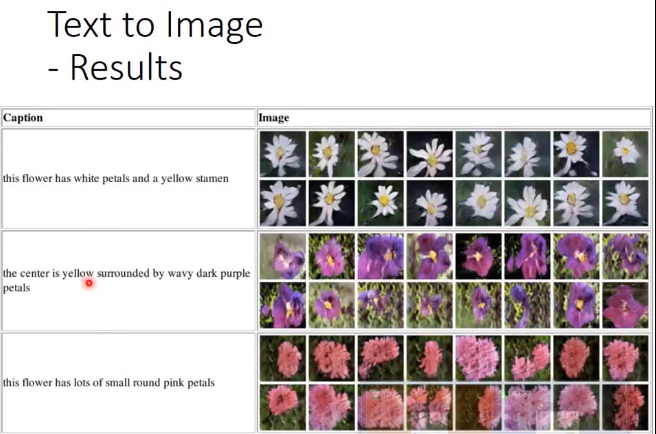 Text to Image
- Results
Caption
Image
this flower has white petals and a yellow stamen
the center is yellow surrounded by wavy dark purple
petals
this flower has lots of small round pink petals